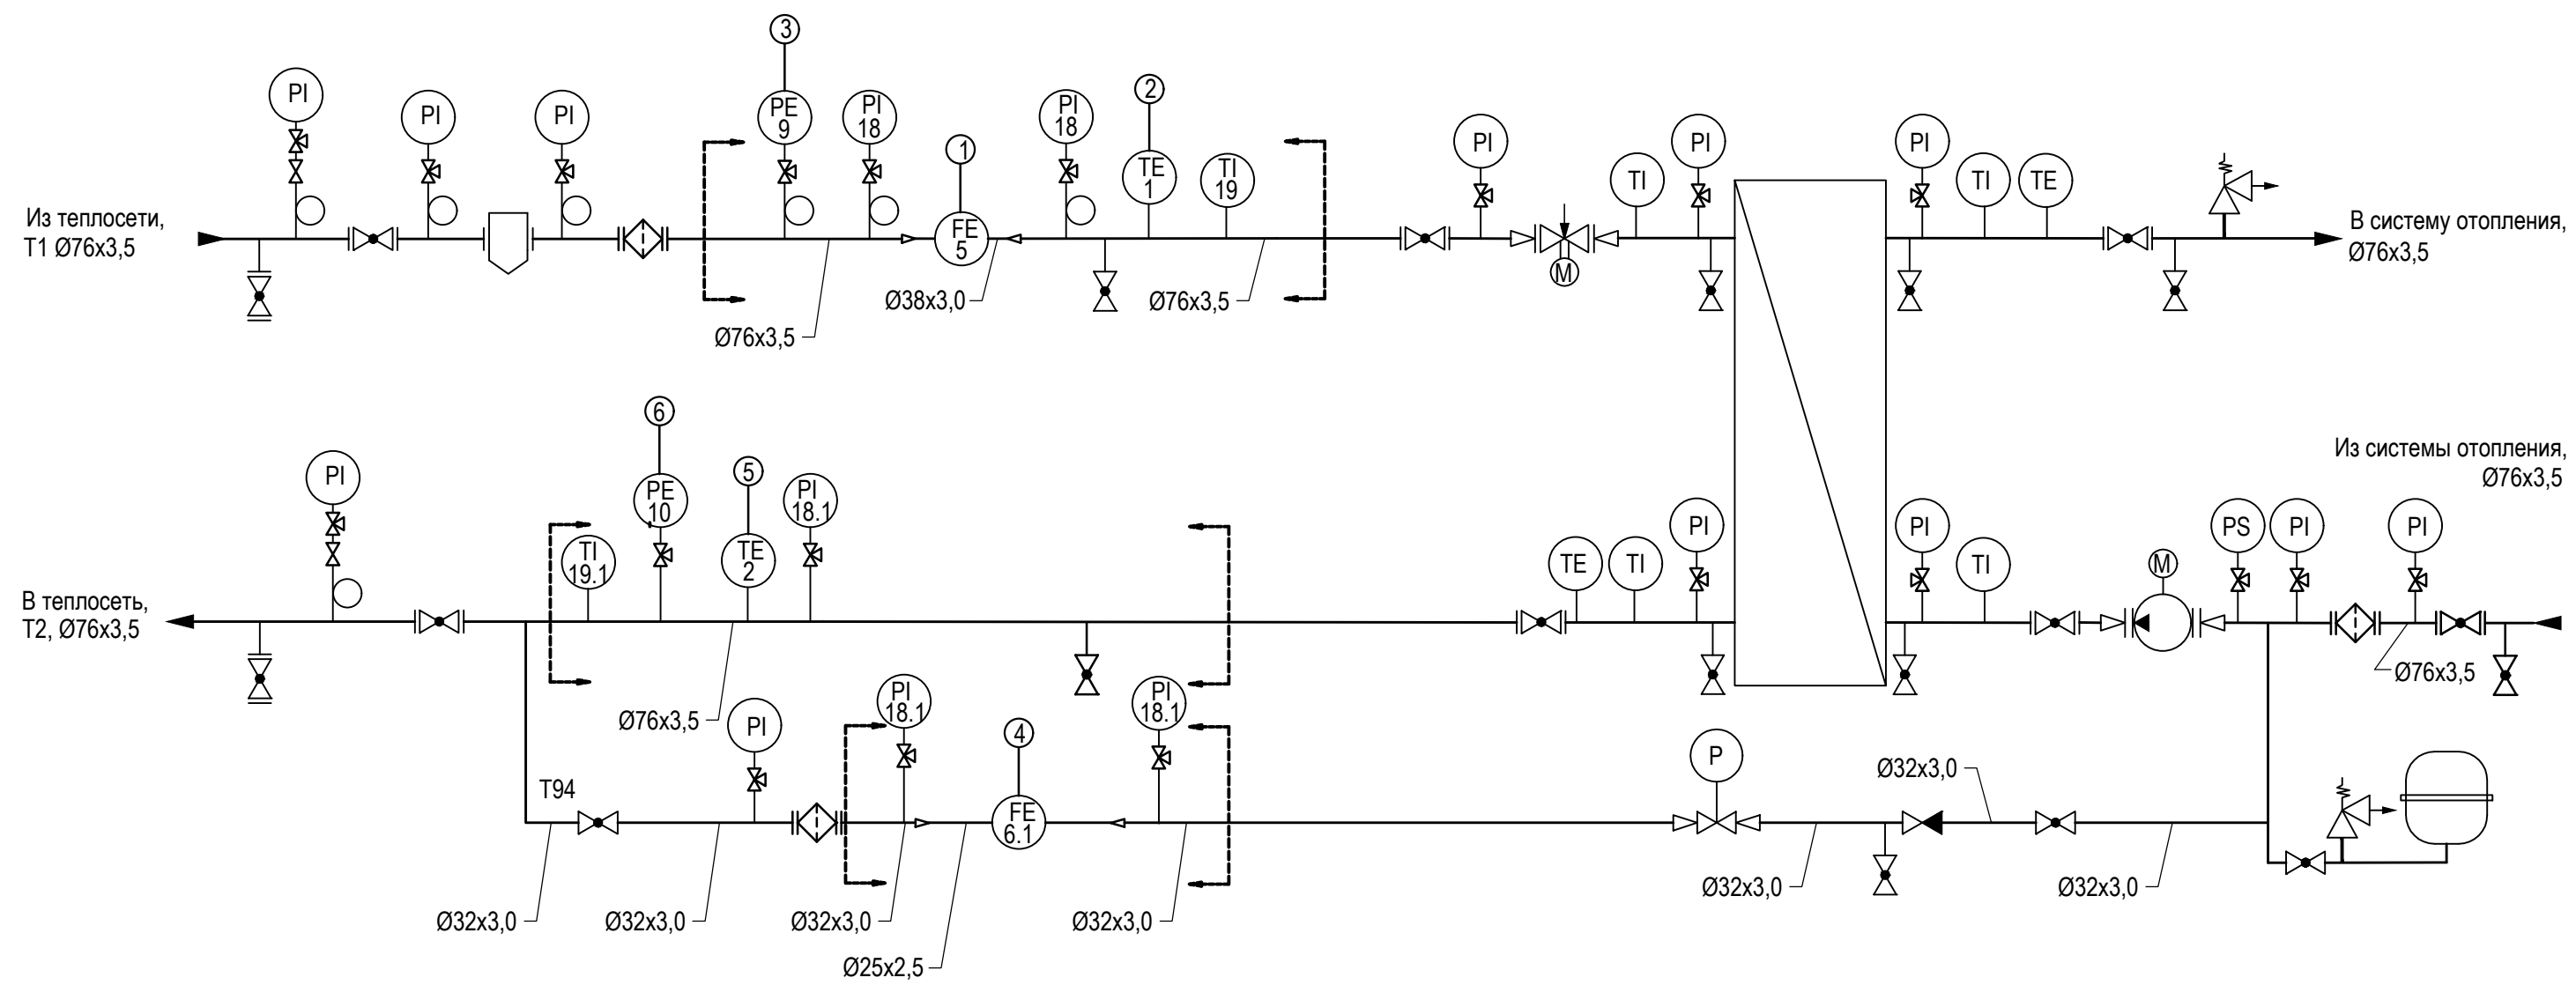 3
PI
PI
PI
PE
9
PI
18
1
PI
18
2
TE
1
TI
19
PI
TI
PI
PI
TI
TE
Из теплосети,
T1 Ø76x3,5
FE
5
M
В систему отопления,
Ø76x3,5
Ø38x3,0
Ø76x3,5
Ø76x3,5
6
5
PI
PE
10
TE
2
PI
18.1
TI
19.1
TE
TI
PI
PI
TI
M
PS
PI
PI
Из системы отопления,
Ø76x3,5
В теплосеть,
T2, Ø76x3,5
Ø76x3,5
Ø76x3,5
PI
PI
18.1
4
PI
18.1
P
T94
FE
6.1
Ø32x3,0
Ø32x3,0
Ø32x3,0
Ø32x3,0
Ø32x3,0
Ø32x3,0
Ø32x3,0
Ø25x2,5